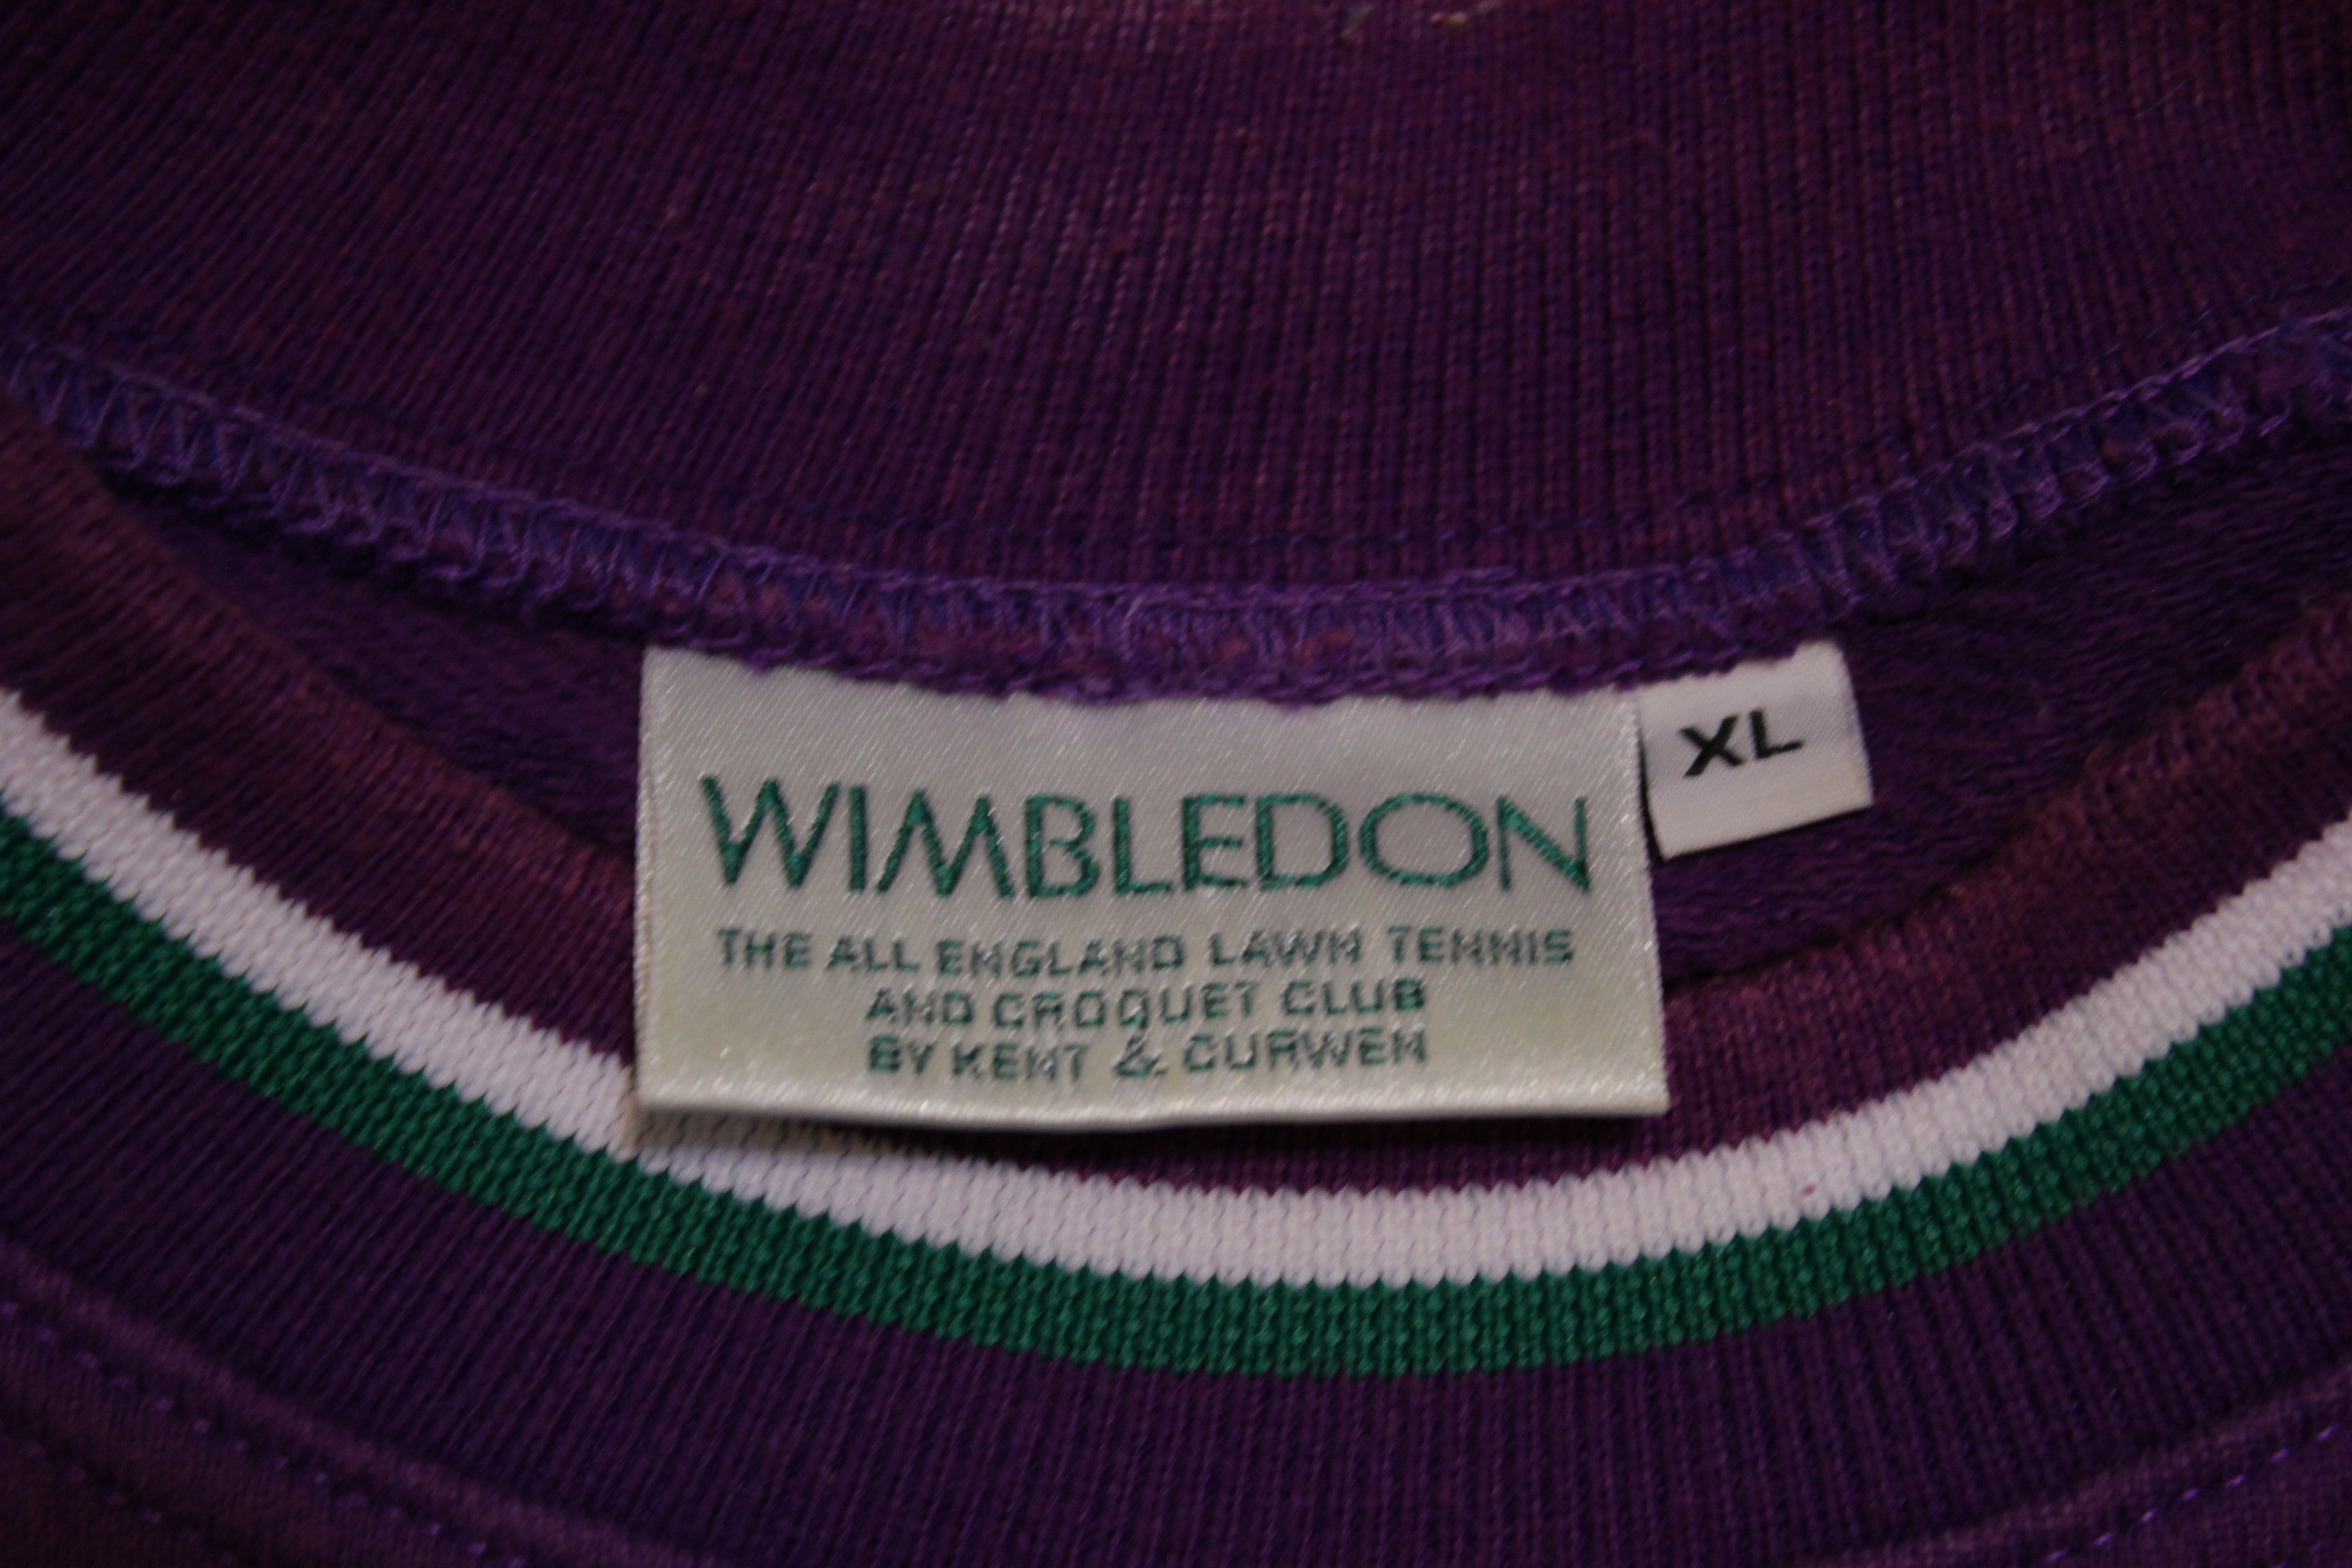 WIMBLEDON
THE ALL ENGLAND LAWN TENNIS
AND CROQUET CLUB
BY KENT & CURWEN
XL